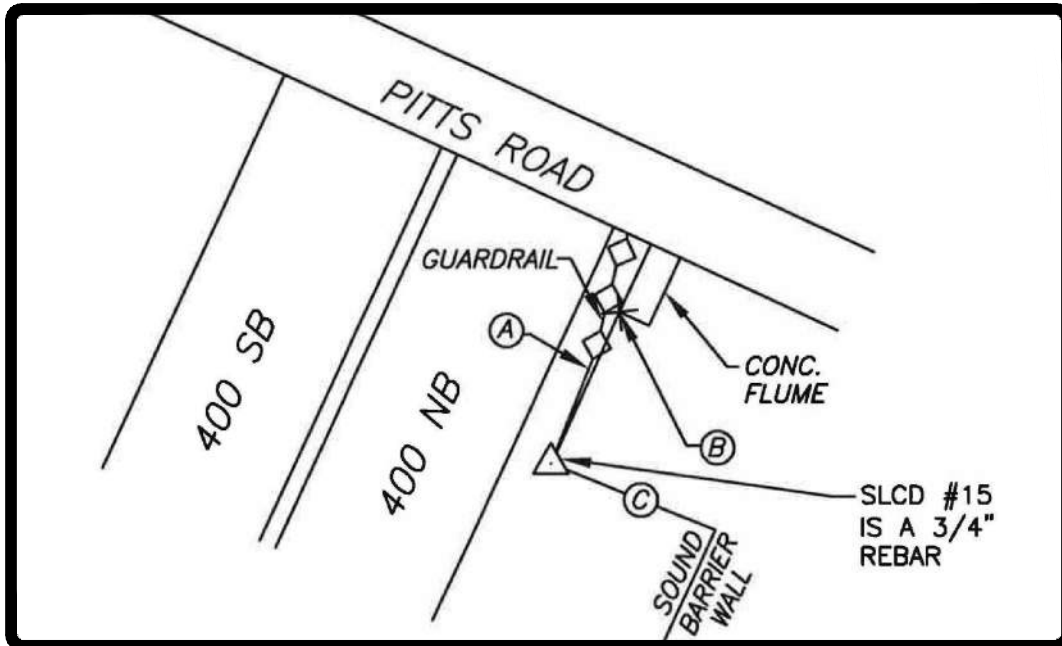 PITTS ROAD
GUARDRAIL
A
400 SB
400 NB
CONC.
FLUME
B
C
SLCD #15
IS A 3/4"
REBAR
SOUND
BARRIER
WALL